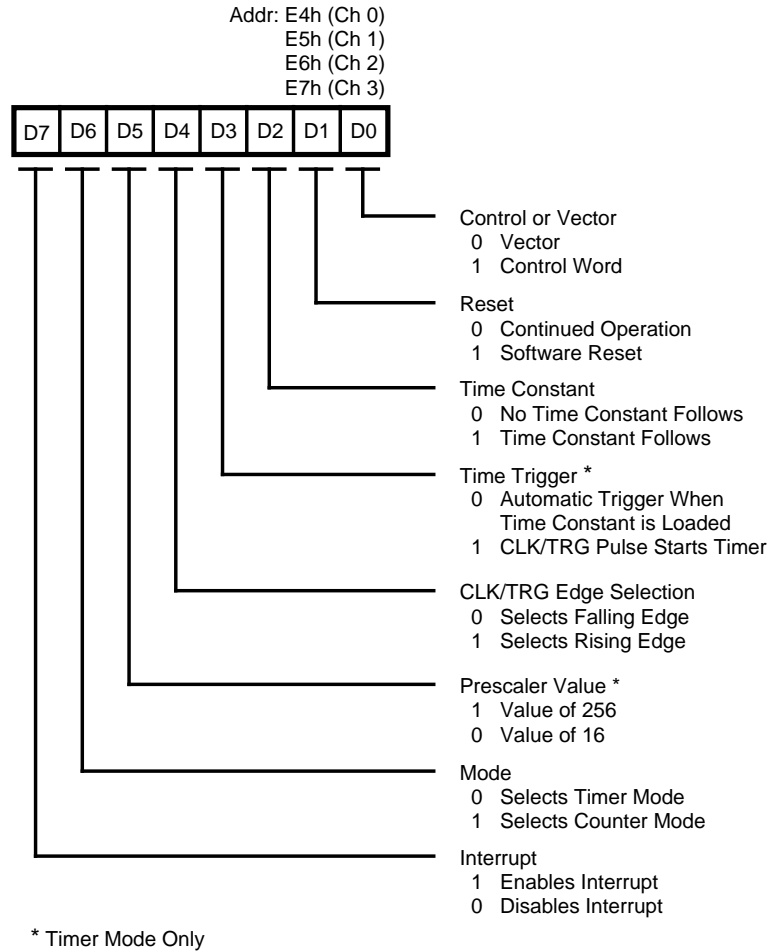 Addr: E4h (Ch 0)
E5h (Ch 1)
E6h (Ch 2)
E7h (Ch 3)
D7 D6 D5 D4 D3 D2 D1 D0
Control or Vector
0 Vector
1 Control Word
Reset
0 Continued Operation
1 Software Reset
Time Constant
0 No Time Constant Follows
1 Time Constant Follows
Time Trigger *
0 Automatic Trigger When
Time Constant is Loaded
1 CLK/TRG Pulse Starts Timer
CLK/TRG Edge Selection
0 Selects Falling Edge
1 Selects Rising Edge
Prescaler Value *
1 Value of 256
0 Value of 16
Mode
0 Selects Timer Mode
1 Selects Counter Mode
Interrupt
1 Enables Interrupt
0 Disables Interrupt
* Timer Mode Only